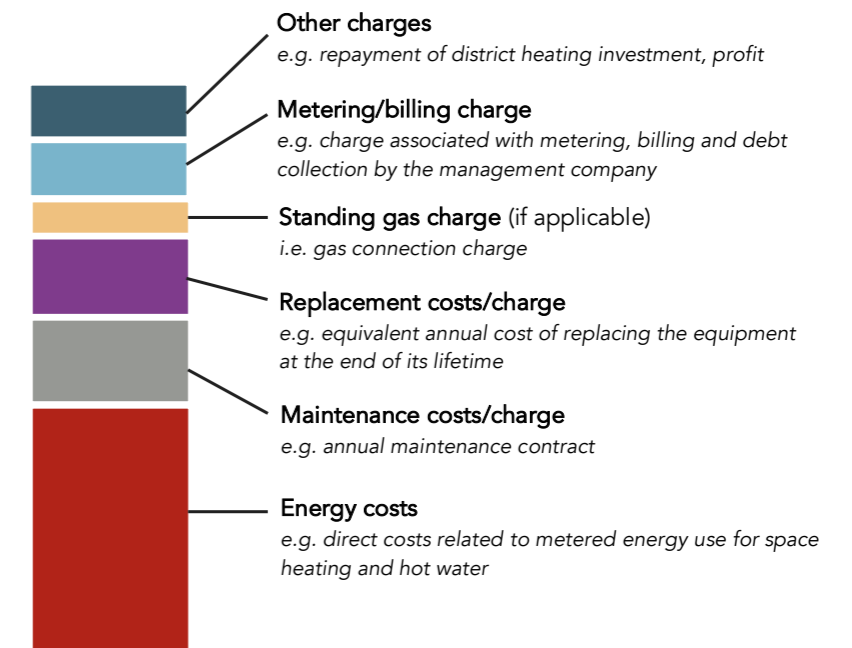 Other charges
e.g. repayment of district heating investment, profit
Metering/billing charge
e.g. charge associated with metering, billing and debt
collection by the management company
Standing gas charge (if applicable)
i.e. gas connection charge
Replacement costs/charge
e.g. equivalent annual cost of replacing the equipment
at the end of its lifetime
Maintenance costs/charge
e.g. annual maintenance contract
Energy costs
e.g. direct costs related to metered energy use for space
heating and hot water